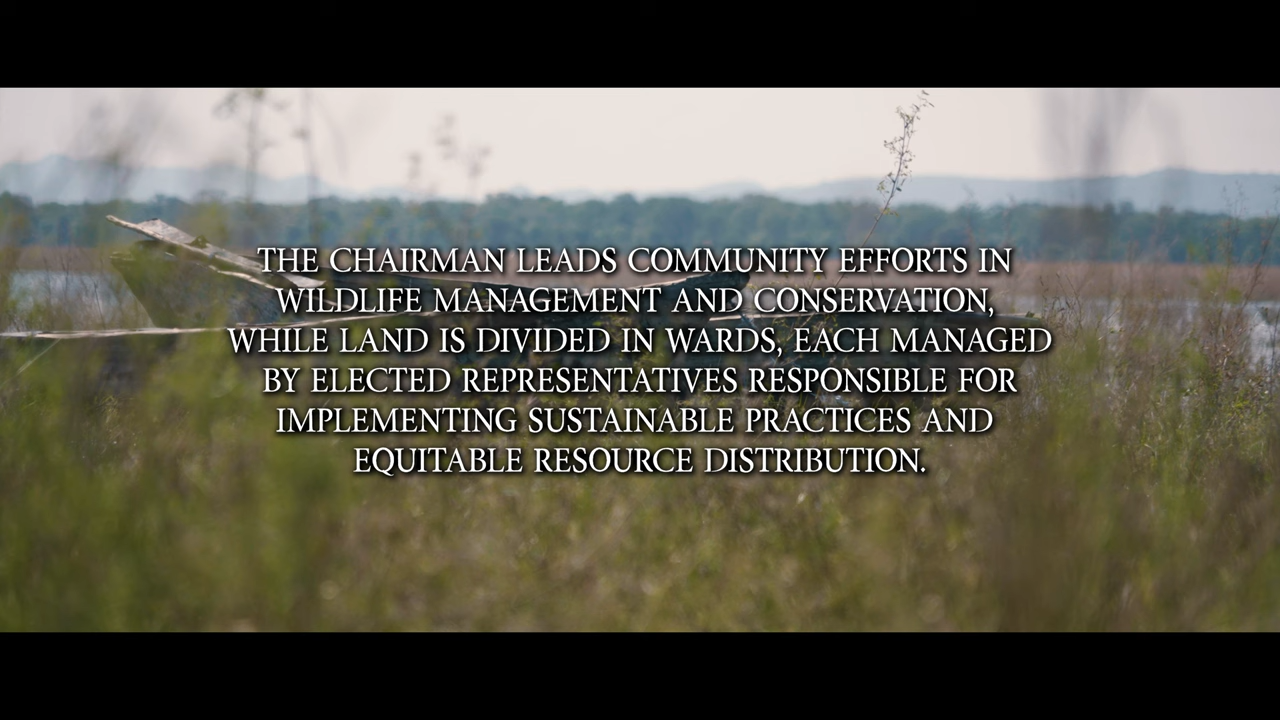 THE CHAIRMAN LEADS COMMUNITY EFFORTS IN
WILDLIFE MANAGEMENT AND CONSERVATION,
WHILE LAND IS DIVIDED IN WARDS, EACH MANAGED
BY ELECTED REPRESENTATIVES RESPONSIBLE FOR
IMPLEMENTING SUSTAINABLE PRACTICES AND
EQUITABLE RESOURCE DISTRIBUTION.